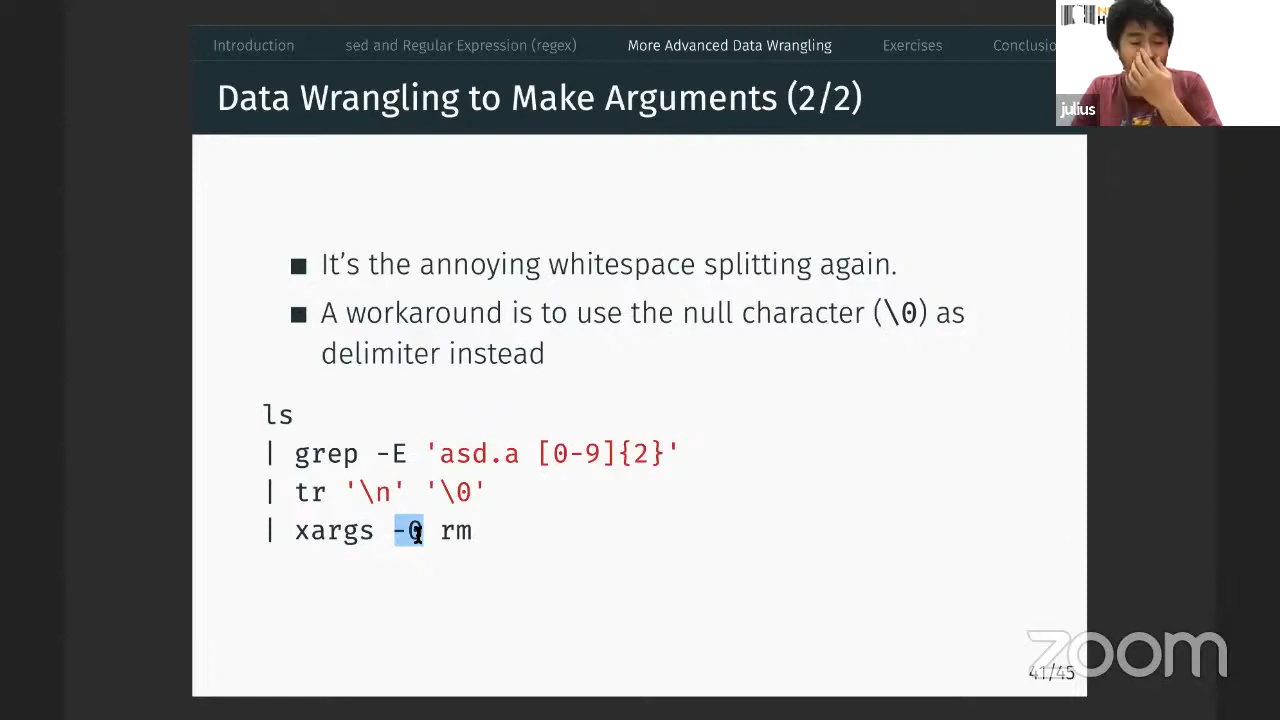 Introduction sed and Regular Expression (regex) More Advanced Data Wrangling Exercises Conclusio
Data Wrangling to Make Arguments (2/2)
julius
■ It's the annoying whitespace splitting again.
■ A workaround is to use the null character (\0) as
delimiter instead
ls
| grep -E 'asd.a [0-9]{2}'
| tr '\n' '\0'
| xargs -0 rm
zoom
41/45